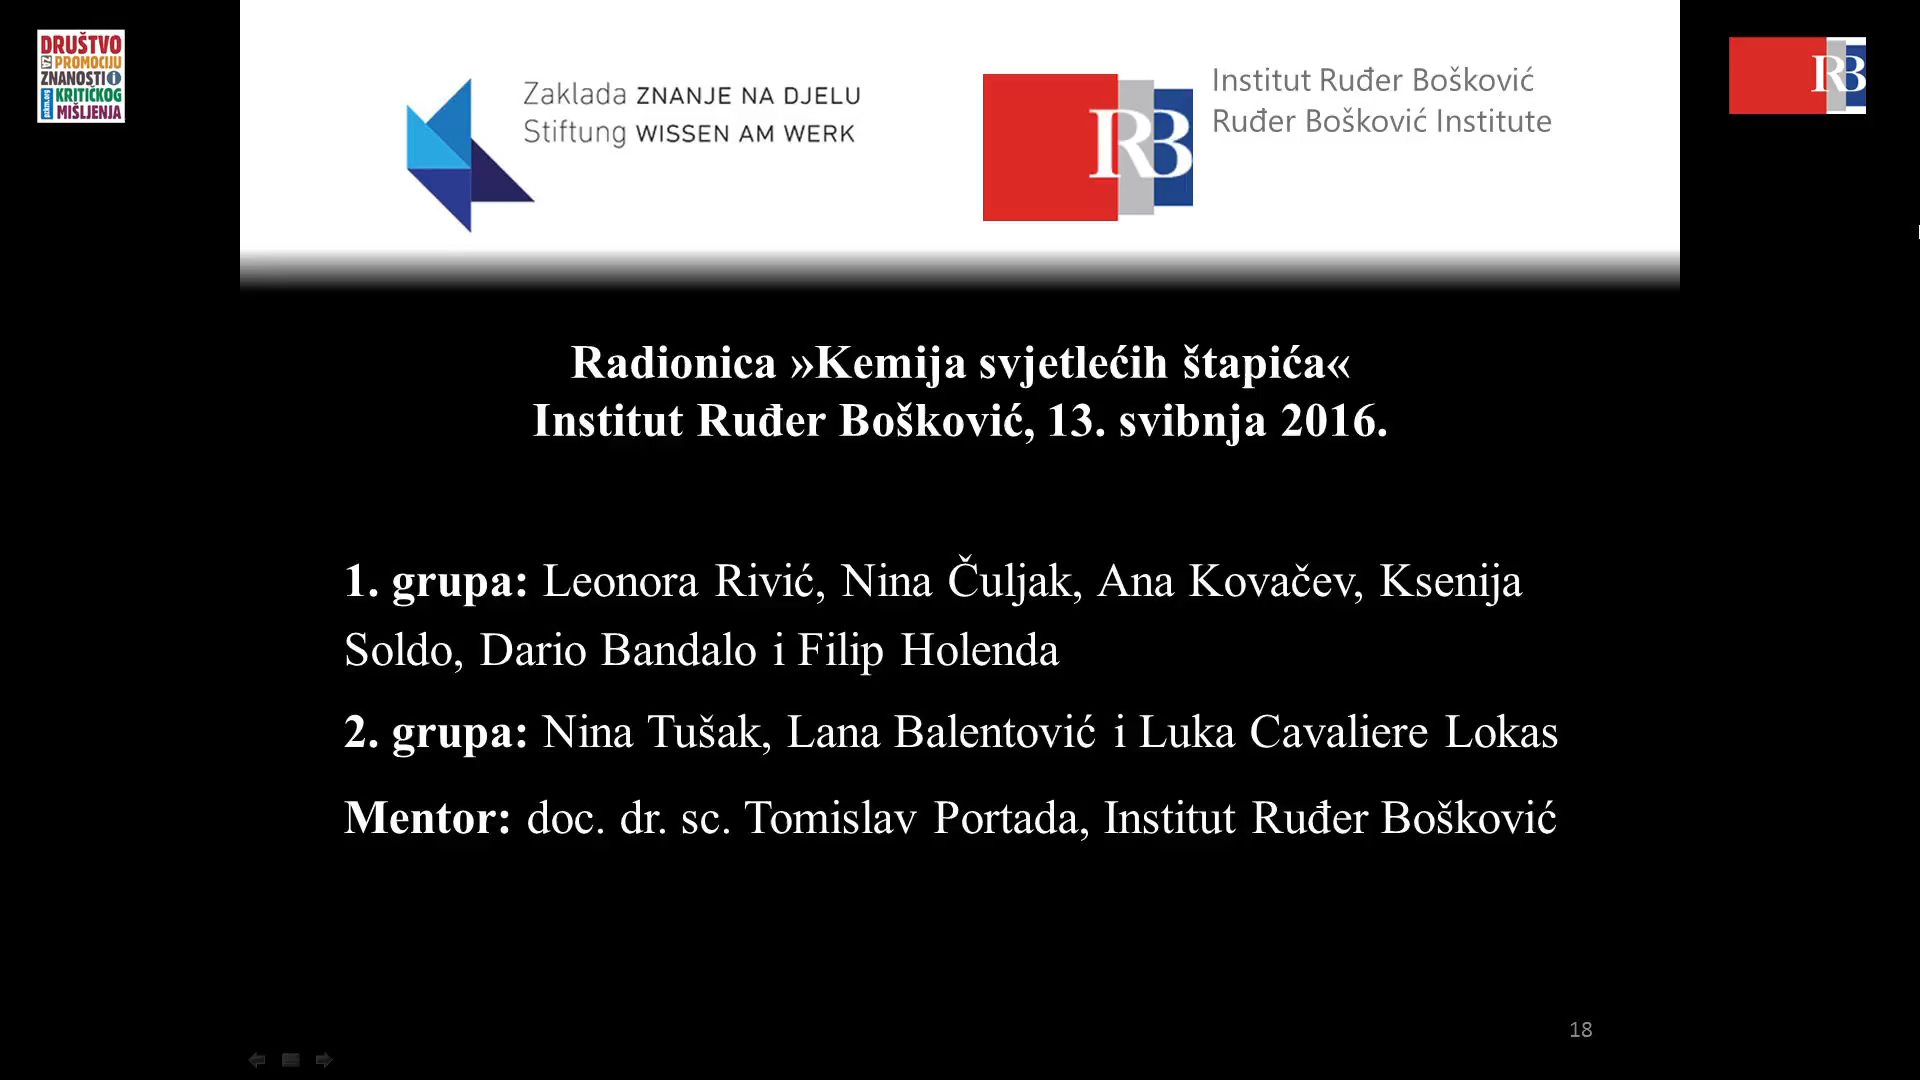 DRUŠTVO
ZA PROMOCIJU
ZNANOSTI I
KRITIČKOG
MIŠLJENJA
Zaklada ZNANJE NA DJELU
Stiftung WISSEN AM WERK
IRB
Institut Ruđer Bošković
Ruđer Bošković Institute
IRB
Radionica »Kemija svjetlećih štapića«
Institut Ruđer Bošković, 13. svibnja 2016.
1. grupa: Leonora Rivić, Nina Čuljak, Ana Kovačev, Ksenija
Soldo, Dario Bandalo i Filip Holenda
2. grupa: Nina Tušak, Lana Balentović i Luka Cavaliere Lokas
Mentor: doc. dr. sc. Tomislav Portada, Institut Ruđer Bošković
18